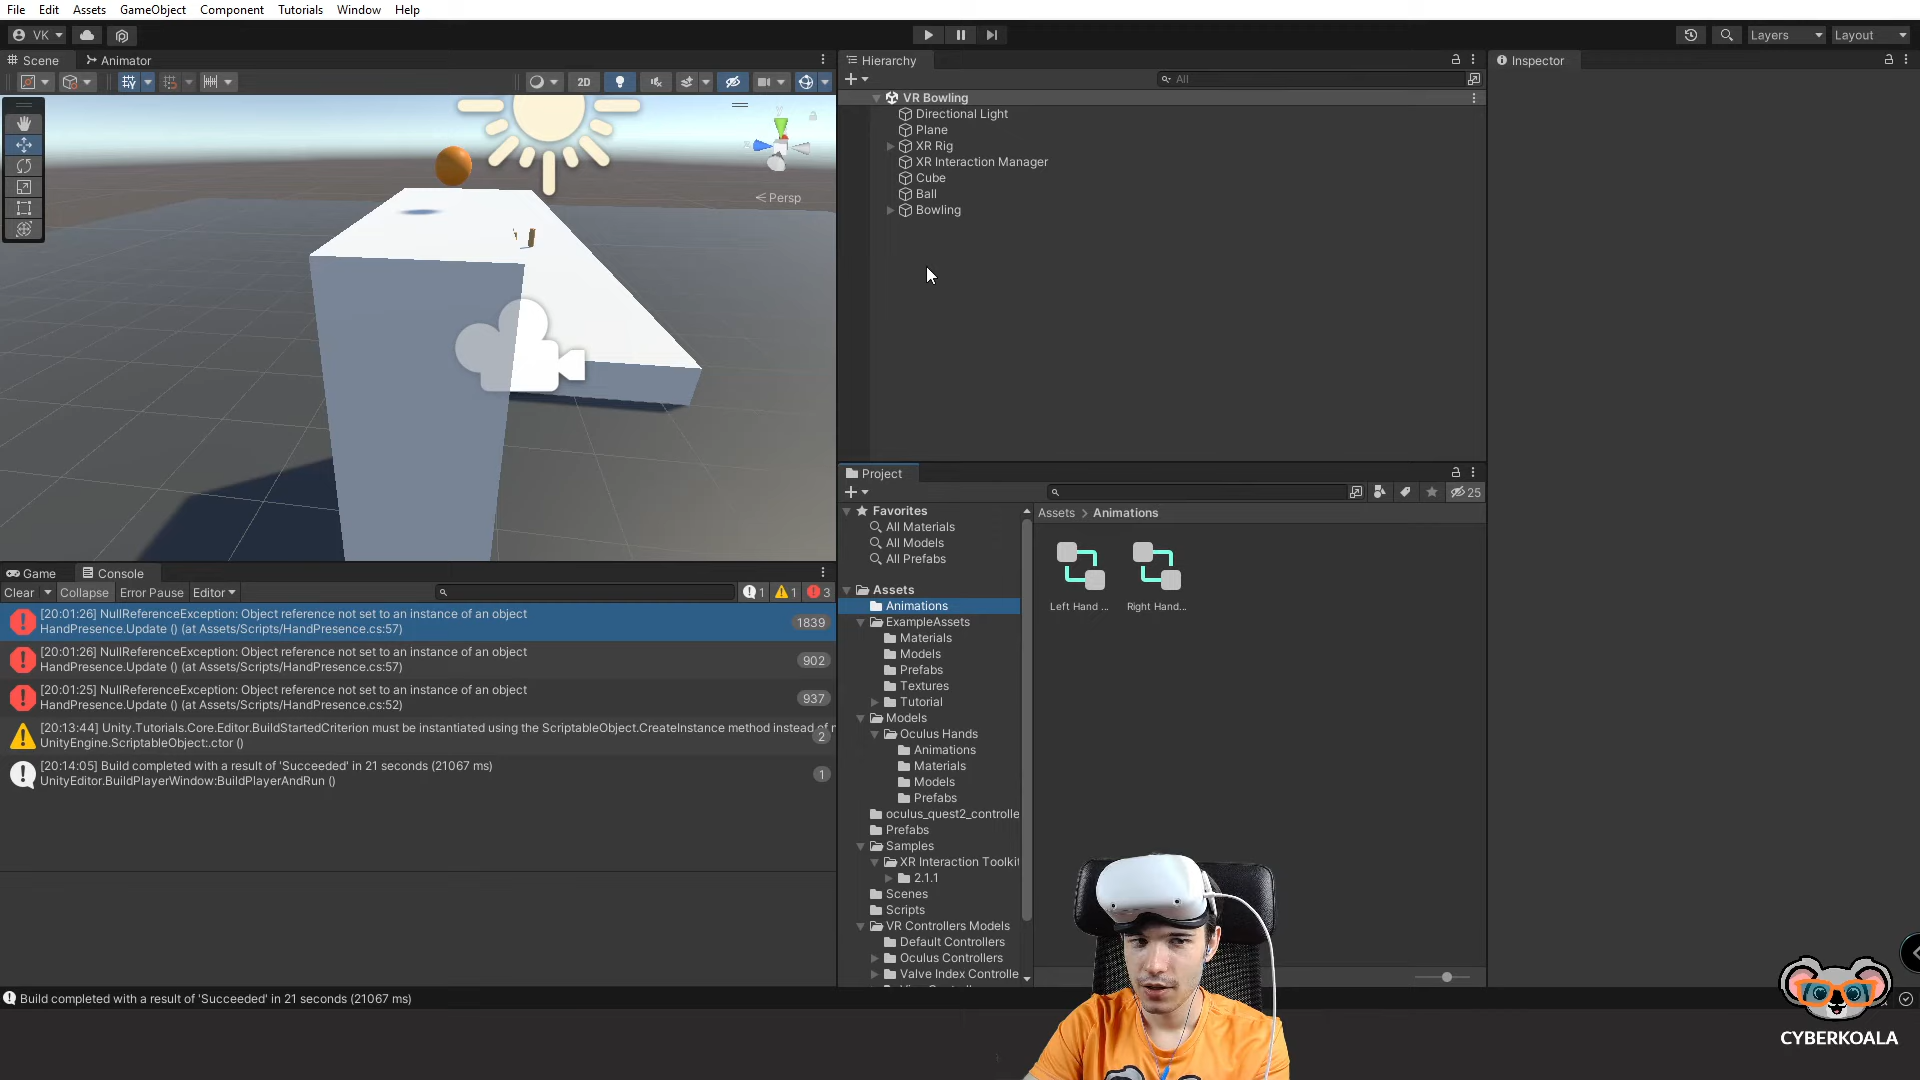 File Edit Assets GameObject Component Tutorials Window Help
VK
Layers
Layout
Scene
Animator
2D
Persp
Hierarchy
All
VR Bowling
Directional Light
Plane
XR Rig
XR Interaction Manager
Cube
Ball
Bowling
Inspector
Project
25
Favorites
All Materials
All Models
All Prefabs
Assets
Animations
ExampleAssets
Materials
Models
Prefabs
Textures
Tutorial
Models
Oculus Hands
Animations
Materials
Models
Prefabs
oculus_quest2_controlle
Prefabs
Samples
XR Interaction Toolkit
2.1.1
Scenes
Scripts
VR Controllers Models
Default Controllers
Oculus Controllers
Valve Index Controlle
Assets > Animations
Left Hand ...
Right Hand...
Game
Console
Clear
Collapse
Error Pause
Editor
1
1
3
[20:01:26] NullReferenceException: Object reference not set to an instance of an object
HandPresence.Update () (at Assets/Scripts/HandPresence.cs:57)
1839
[20:01:26] NullReferenceException: Object reference not set to an instance of an object
HandPresence.Update () (at Assets/Scripts/HandPresence.cs:57)
902
[20:01:25] NullReferenceException: Object reference not set to an instance of an object
HandPresence.Update () (at Assets/Scripts/HandPresence.cs:52)
937
[20:13:44] Unity.Tutorials.Core.Editor.BuildStartedCriterion must be instantiated using the ScriptableObject.CreateInstance method instead of
UnityEngine.ScriptableObject:.ctor ()
2
[20:14:05] Build completed with a result of 'Succeeded' in 21 seconds (21067 ms)
UnityEditor.BuildPlayerWindow:BuildPlayerAndRun ()
1
Build completed with a result of 'Succeeded' in 21 seconds (21067 ms)
CYBERKOALA